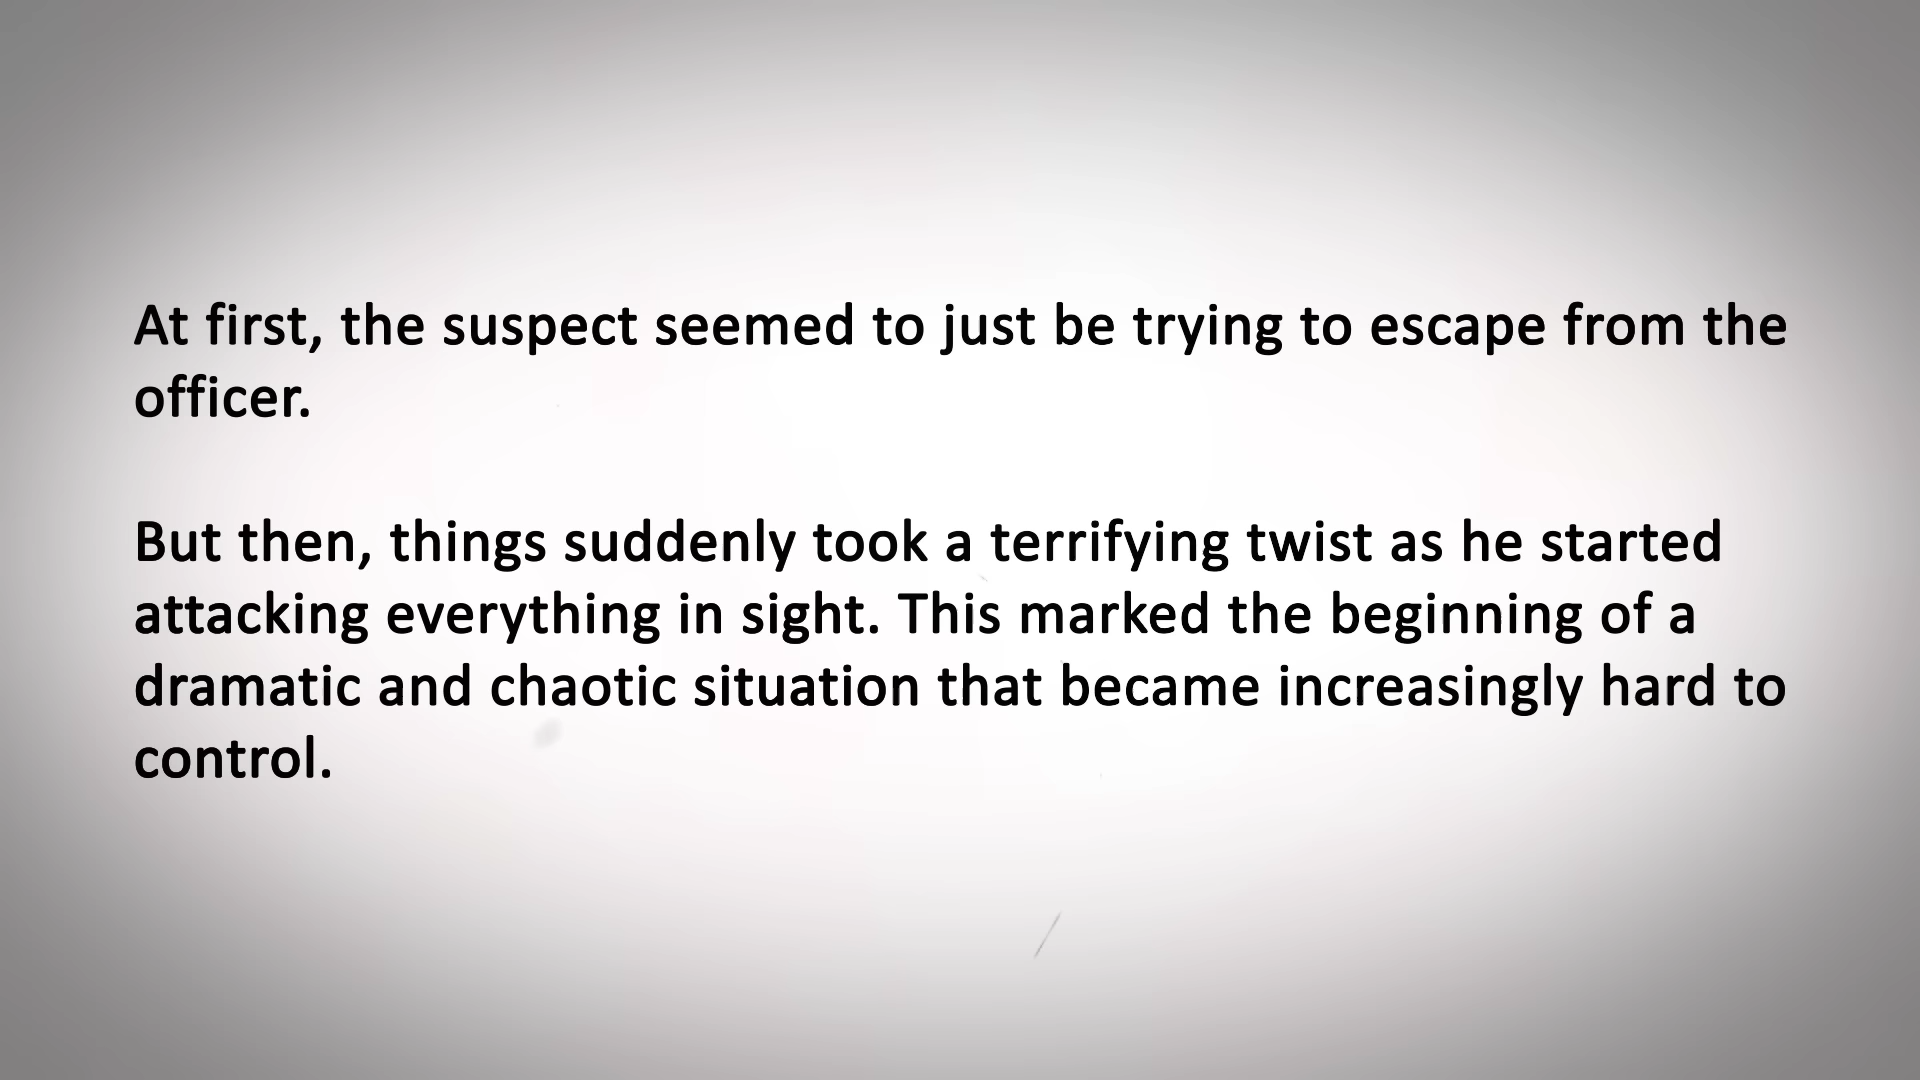 At first, the suspect seemed to just be trying to escape from the
officer.
But then, things suddenly took a terrifying twist as he started
attacking everything in sight. This marked the beginning of a
dramatic and chaotic situation that became increasingly hard to
control.